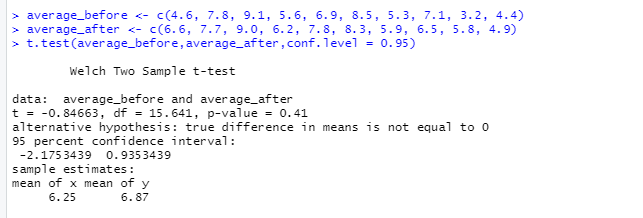 > average_before <- c(4.6, 7.8, 9.1, 5.6, 6.9, 8.5, 5.3, 7.1, 3.2, 4.4)
> average_after <- c(6.6, 7.7, 9.0, 6.2, 7.8, 8.3, 5.9, 6.5, 5.8, 4.9)
> t.test(average_before,average_after,conf.level = 0.95)
Welch Two Sample t-test
data:  average_before and average_after
t = -0.84663, df = 15.641, p-value = 0.41
alternative hypothesis: true difference in means is not equal to 0
95 percent confidence interval:
-2.1753439  0.9353439
sample estimates:
mean of x mean of y
6.25      6.87